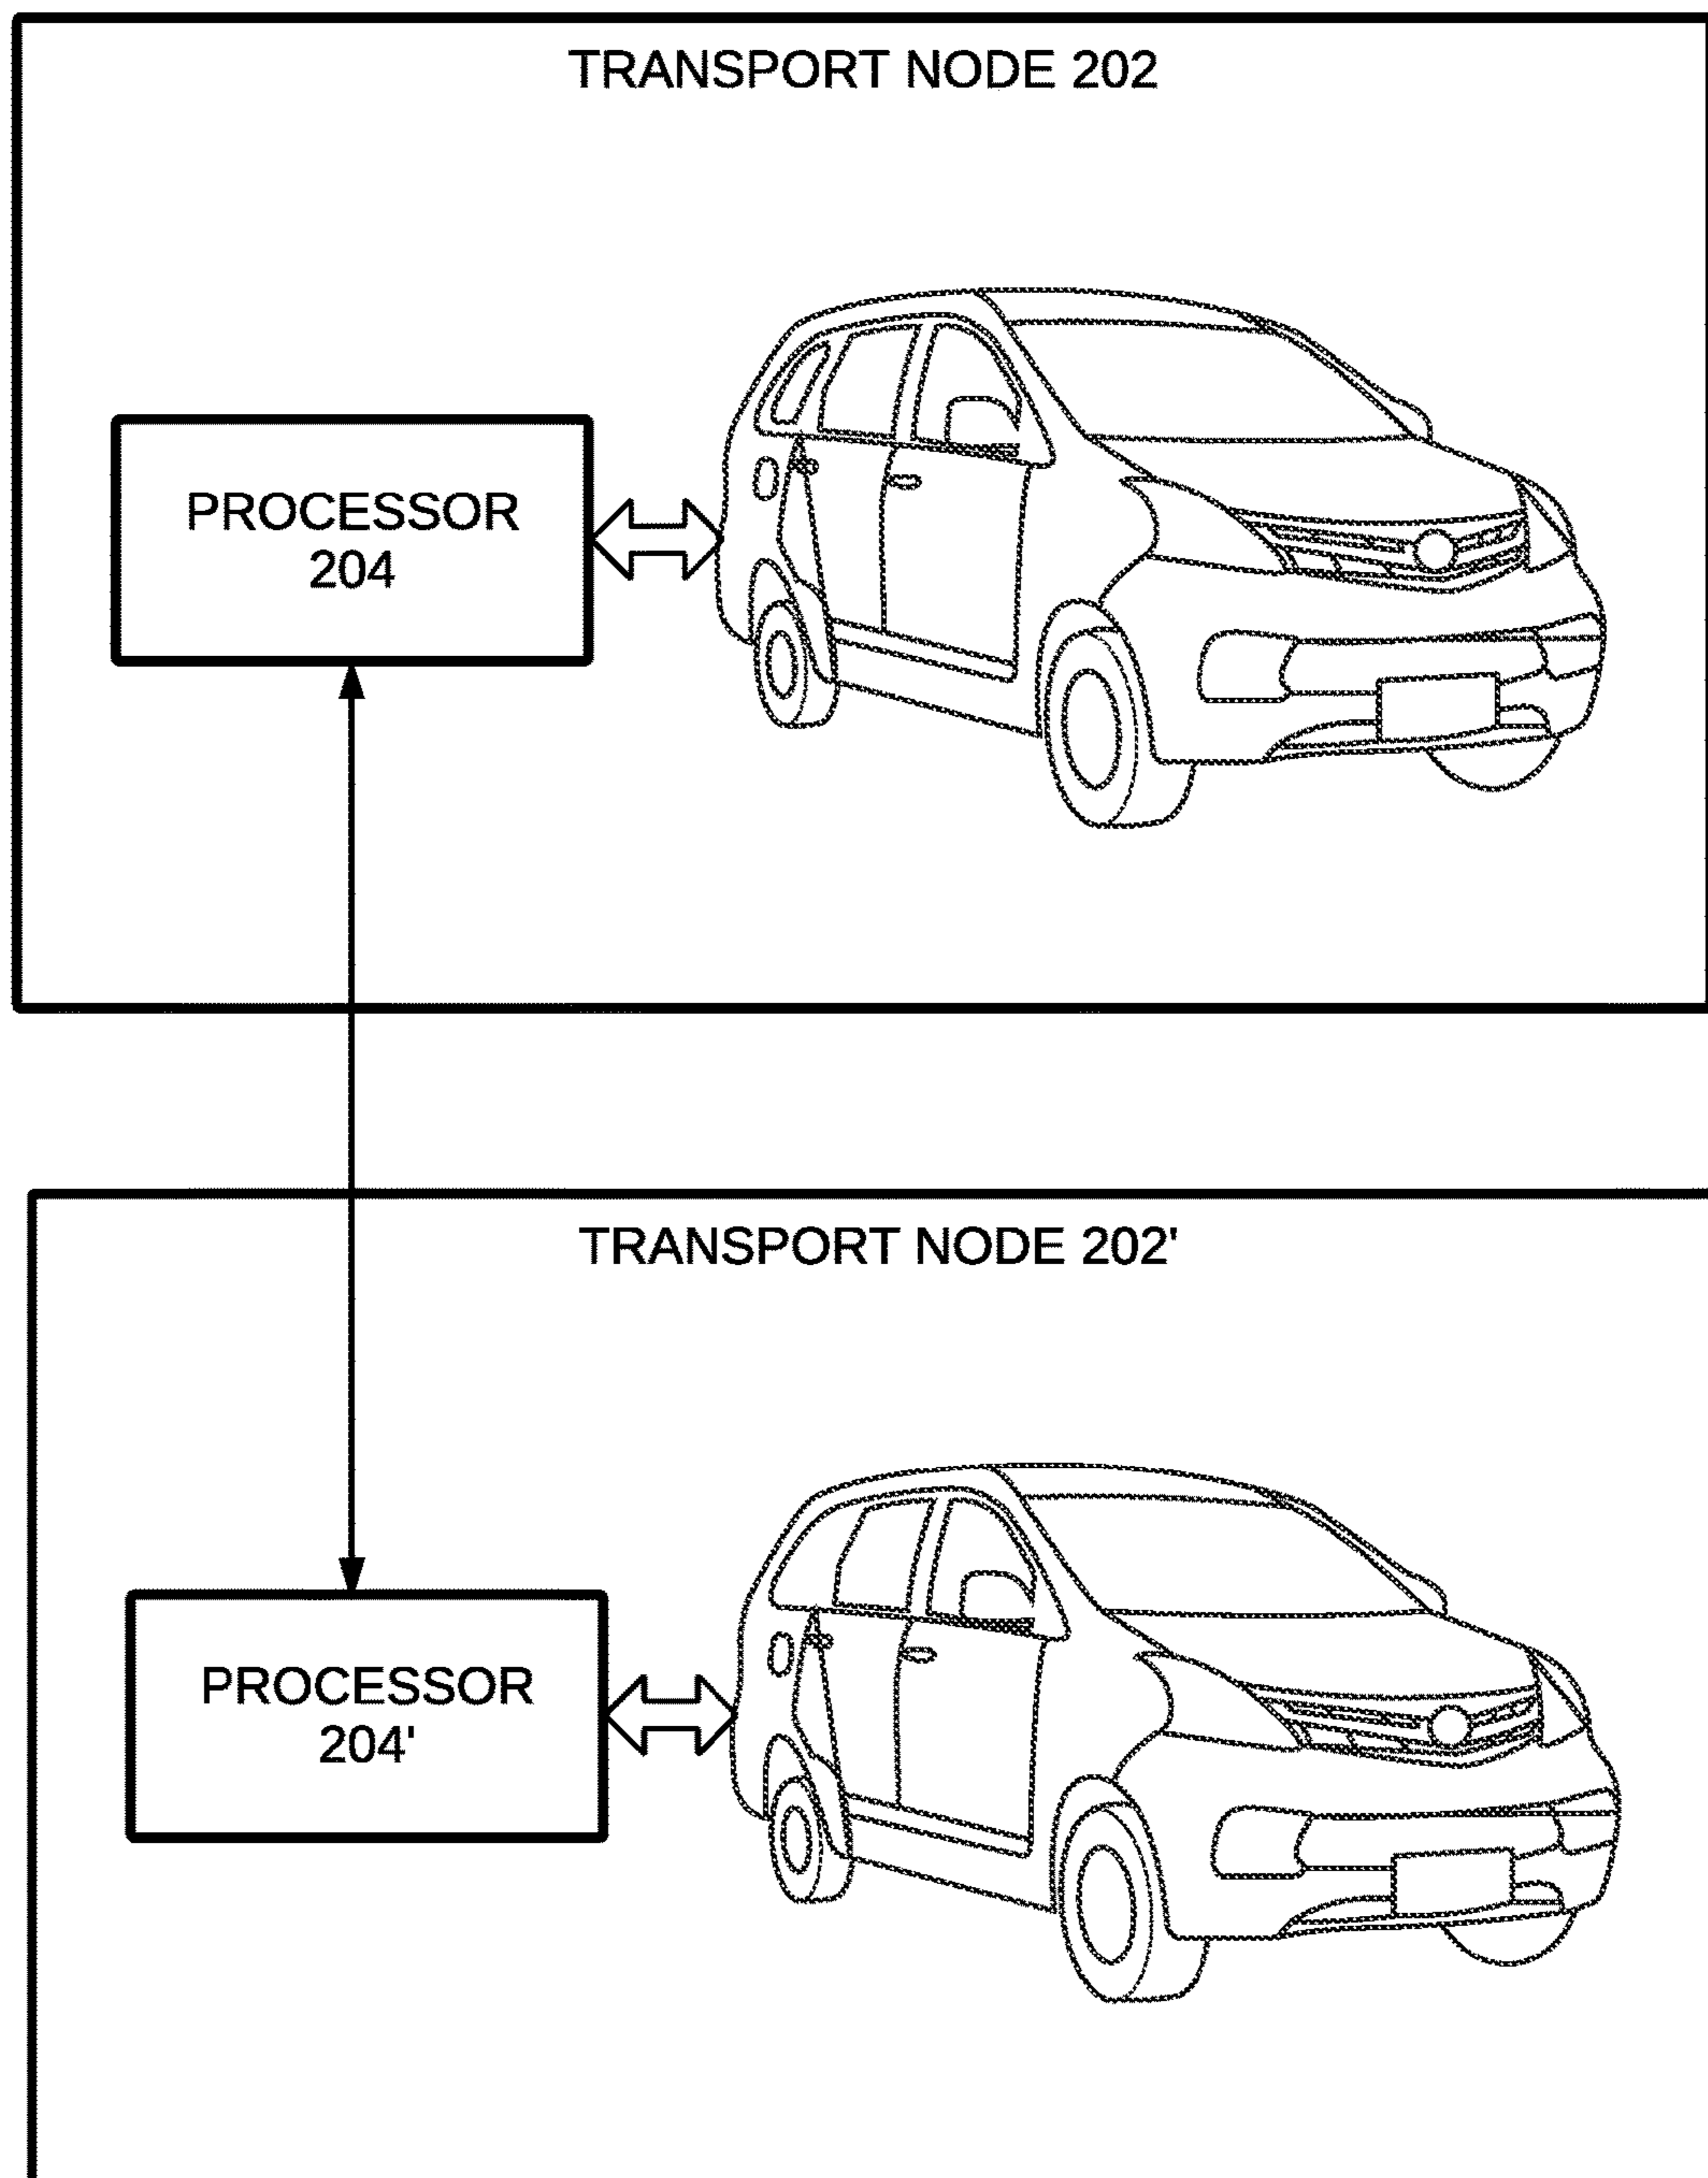 TRANSPORT NODE 202
PROCESSOR
204
TRANSPORT NODE 202'
PROCESSOR
204'